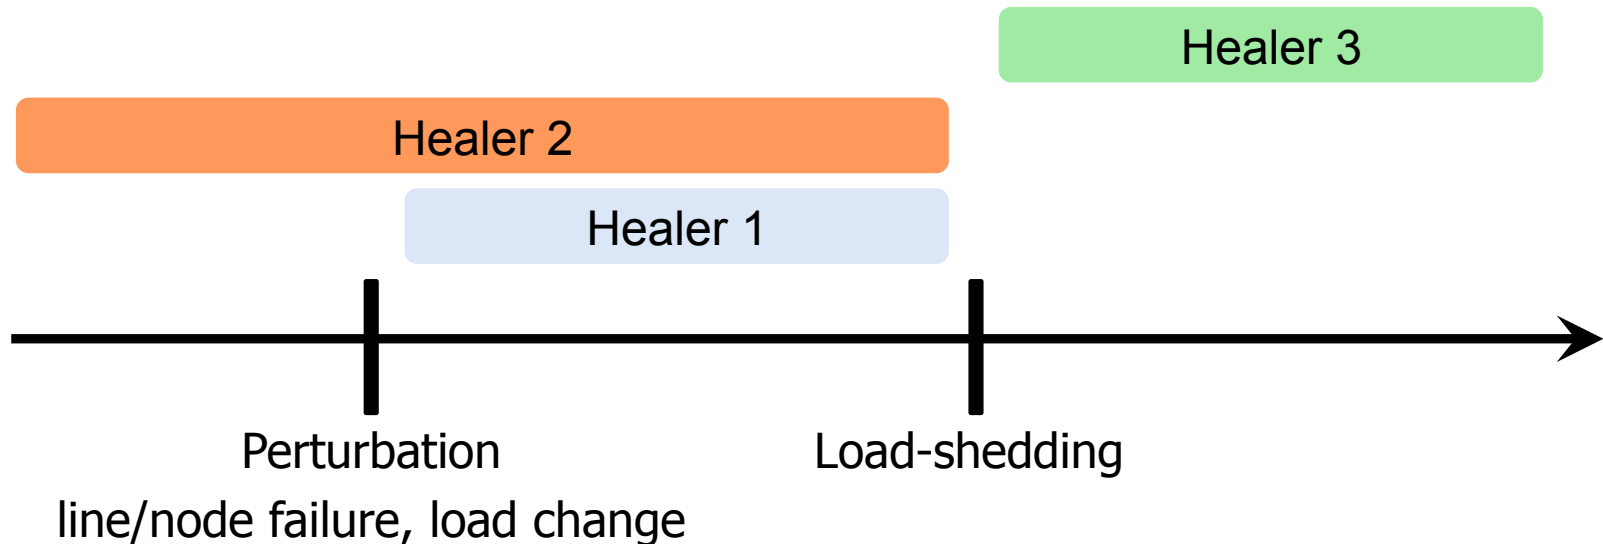 Healer 3
Healer 2
Healer 1
Perturbation
Load-shedding
line/node failure, load change